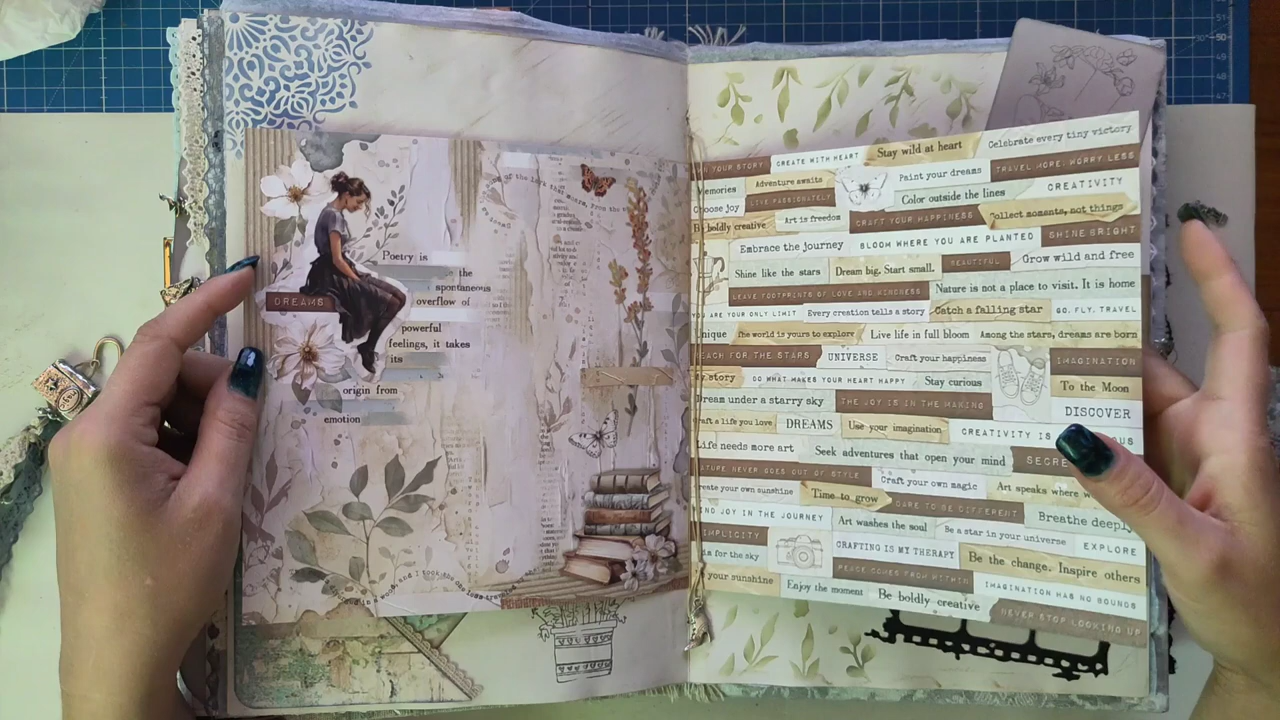 Poetry is
the
spontaneous
overflow of
DREAMS
powerful
feelings, it takes
its
origin from
emotion
wood, and I took the one less traveled by
Celebrate every tiny victory
YOUR STORY CREATE WITH HEART Stay wild at heart
TRAVEL MORE, WORRY LESS
Memories Adventure awaits Paint your dreams
Choose joy LIVE PASSIONATELY Color outside the lines CREATIVITY
Be boldly creative Art is freedom CRAFT YOUR HAPPINESS Collect moments, not things
Embrace the journey BLOOM WHERE YOU ARE PLANTED SHINE BRIGHT
Shine like the stars Dream big. Start small. BEAUTIFUL Grow wild and free
LEAVE FOOTPRINTS OF LOVE AND KINDNESS Nature is not a place to visit. It is home
YOU ARE YOUR ONLY LIMIT Every creation tells a story Catch a falling star GO, FLY, TRAVEL
The world is yours to explore Live life in full bloom Among the stars, dreams are born
REACH FOR THE STARS UNIVERSE Craft your happiness IMAGINATION
My story DO WHAT MAKES YOUR HEART HAPPY Stay curious To the Moon
Dream under a starry sky THE JOY IS IN THE MAKING DISCOVER
Craft a life you love DREAMS Use your imagination CREATIVITY IS
Life needs more art Seek adventures that open your mind
NATURE NEVER GOES OUT OF STYLE Craft your own magic Art speaks where
Create your own sunshine Time to grow DARE TO BE DIFFERENT Breathe deeply
FIND JOY IN THE JOURNEY Art washes the soul Be a star in your universe EXPLORE
SIMPLICITY CRAFTING IS MY THERAPY Be the change. Inspire others
for the sky PEACE COMES FROM WITHIN IMAGINATION HAS NO BOUNDS
your sunshine Enjoy the moment Be boldly creative NEVER STOP LOOKING UP